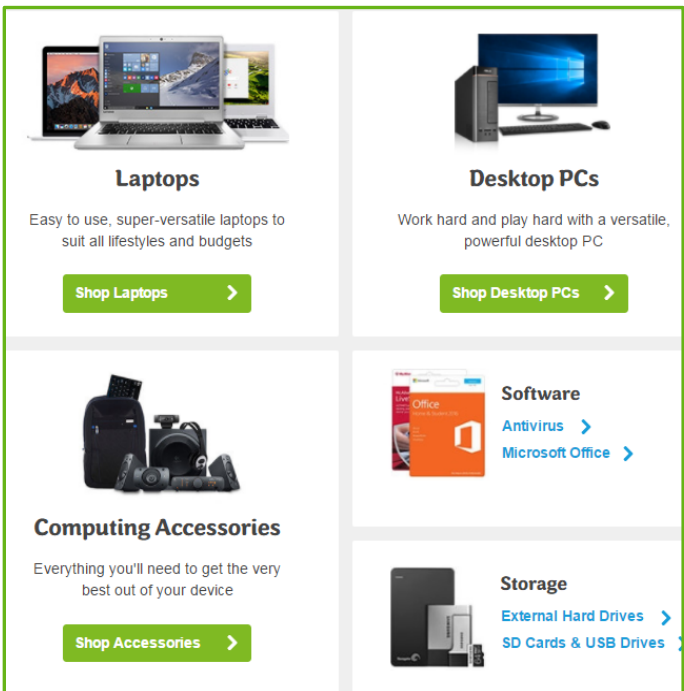 Laptops
Easy to use, super-versatile laptops to
suit all lifestyles and budgets
Shop Laptops
Desktop PCs
Work hard and play hard with a versatile,
powerful desktop PC
Shop Desktop PCs
Computing Accessories
Everything you'll need to get the very
best out of your device
Shop Accessories
Office
Software
Antivirus
Microsoft Office
Storage
External Hard Drives
SD Cards & USB Drives